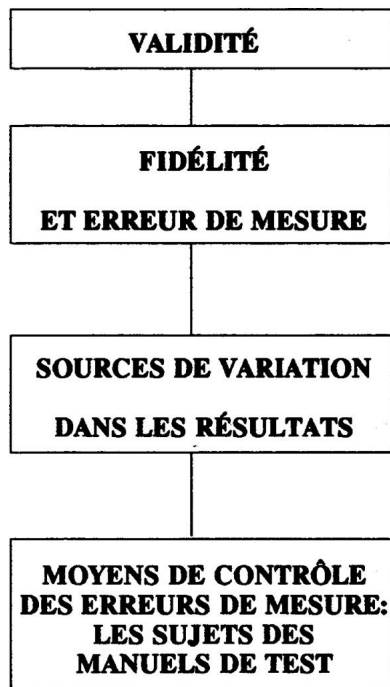 VALIDITÉ
FIDÉLITÉ
ET ERREUR DE MESURE
SOURCES DE VARIATION
DANS LES RÉSULTATS
MOYENS DE CONTRÔLE
DES ERREURS DE MESURE:
LES SUJETS DES
MANUELS DE TEST